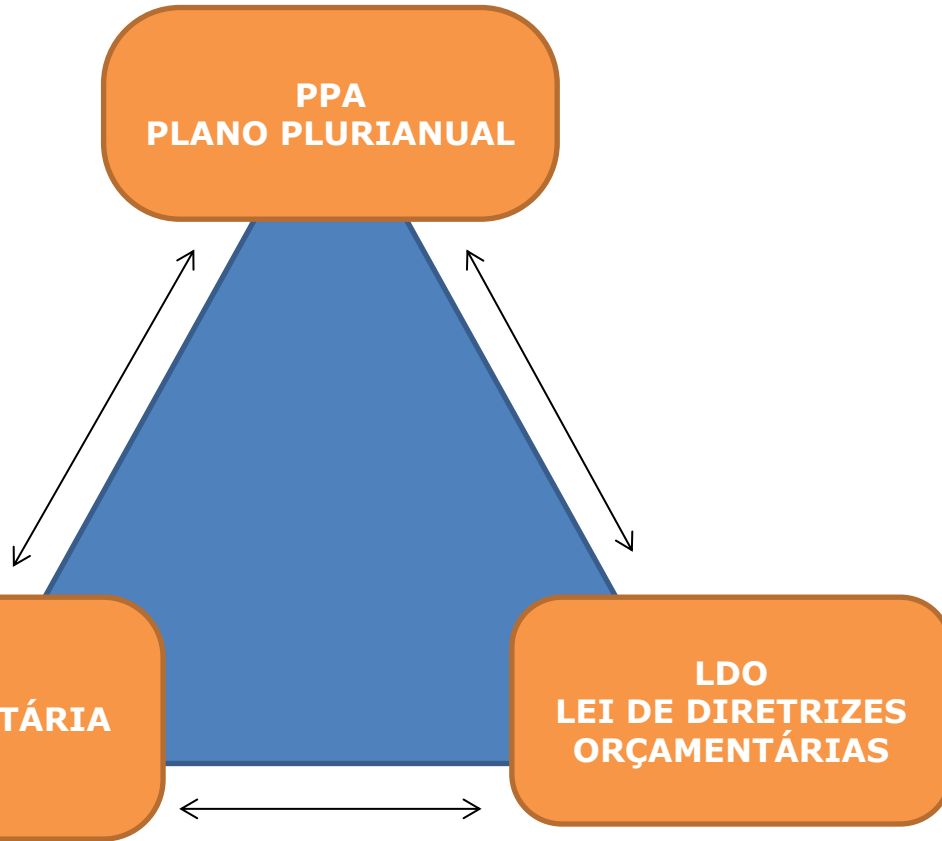 PPA
PLANO PLURIANUAL
TÁRIA
LDO
LEI DE DIRETRIZES
ORÇAMENTÁRIAS